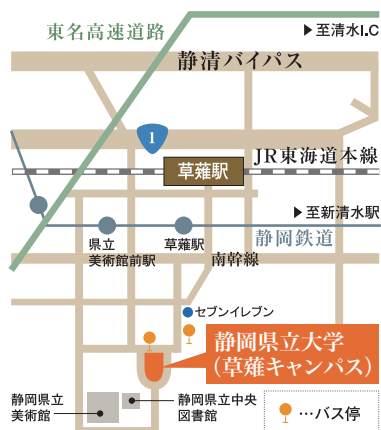 東名高速道路
▶至清水I.C
静清バイパス
1
JR東海道本線
草薙駅
▶至新清水駅
県立
美術館前駅
草薙駅
静岡鉄道
南幹線
セブンイレブン
静岡県立大学
(草薙キャンパス)
静岡県立
美術館
静岡県立中央
図書館
…バス停